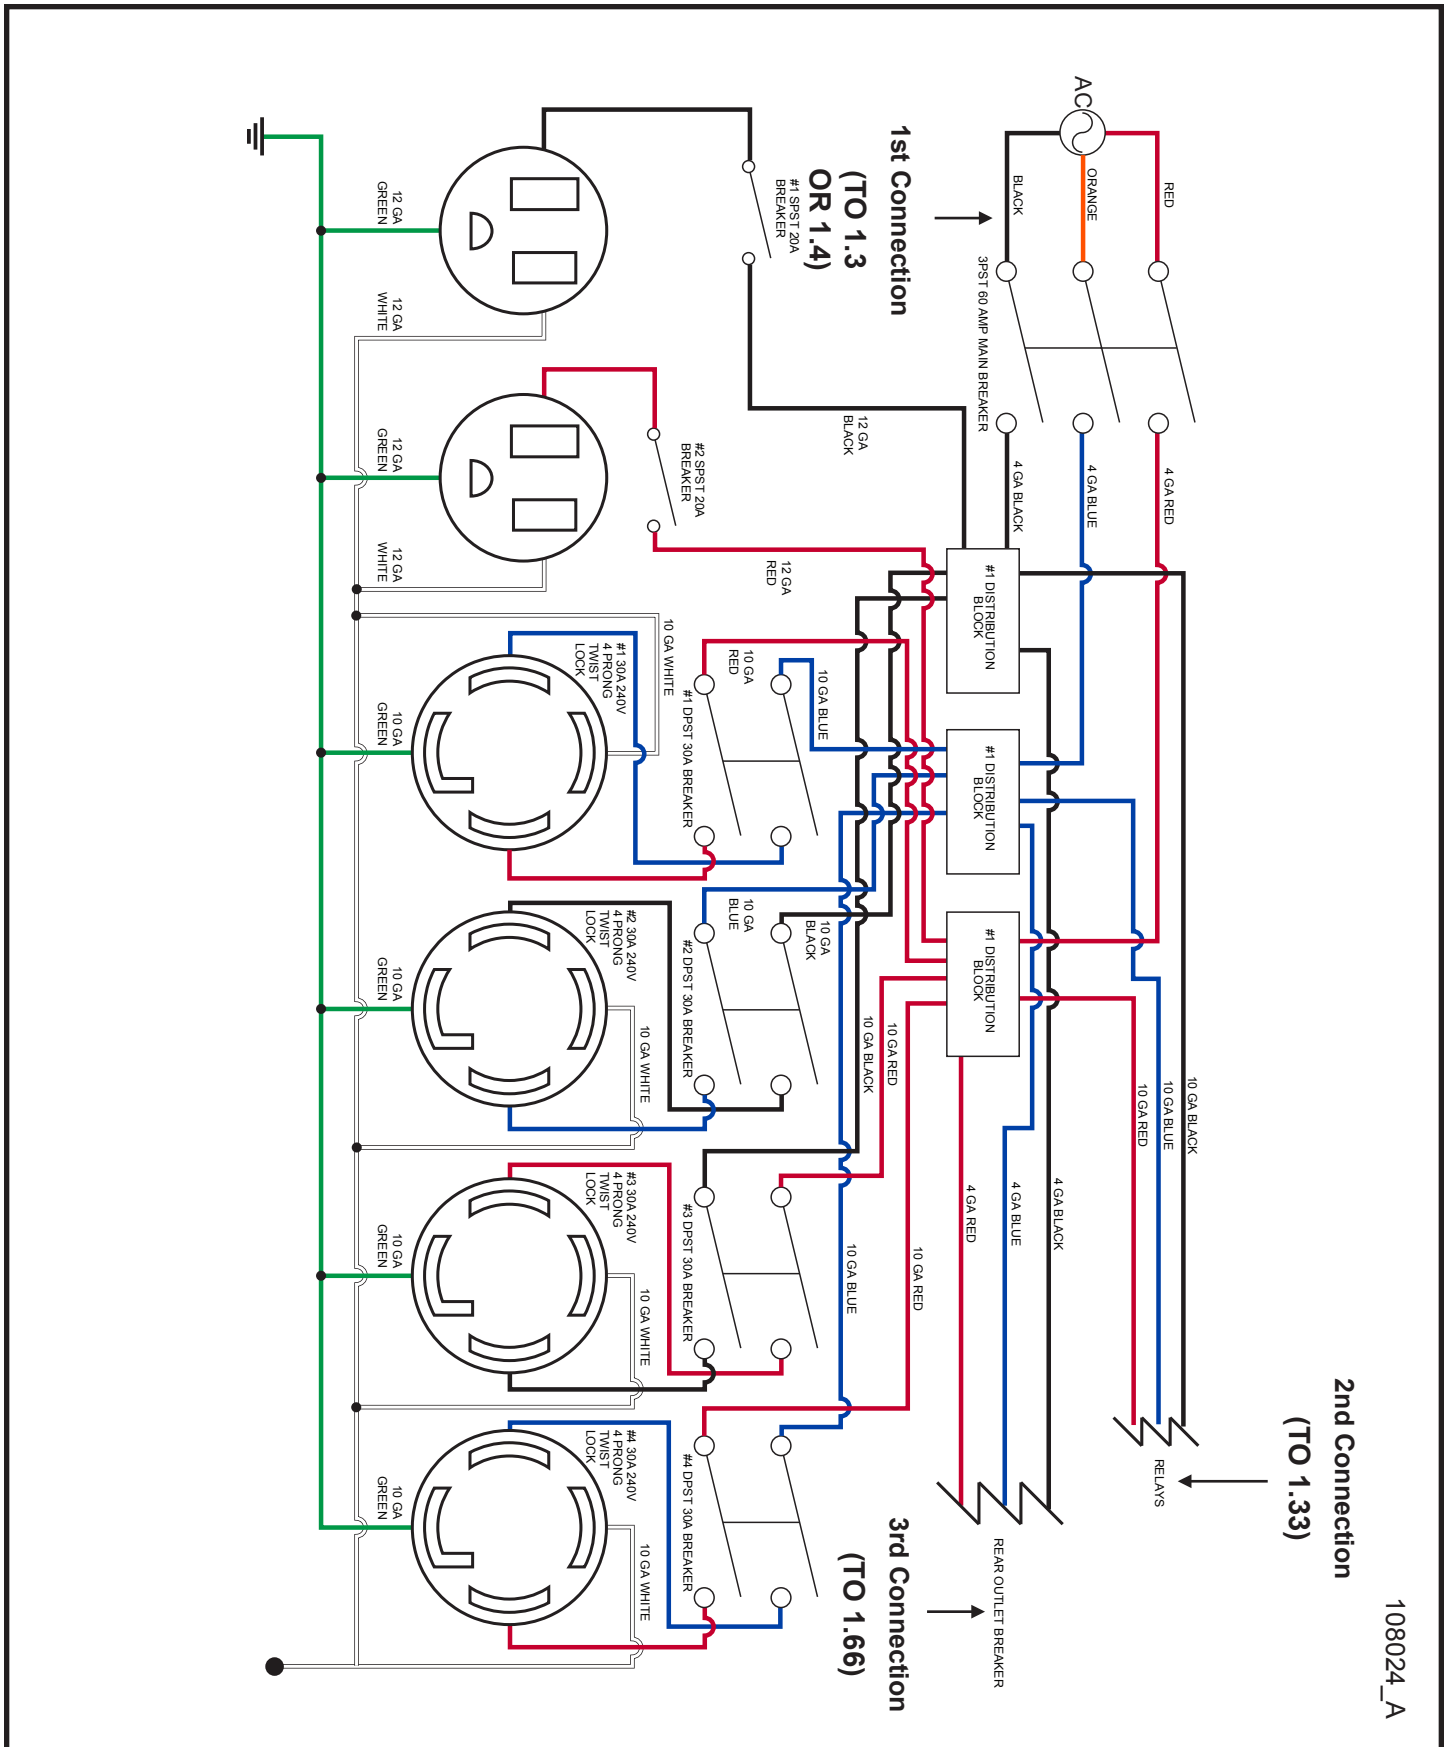 108024_A
2nd Connection
(TO 1.33)
RELAYS
10 GA BLACK
10 GA BLUE
10 GA RED
3rd Connection
(TO 1.66)
REAR OUTLET BREAKER
4 GA BLACK
4 GA BLUE
4 GA RED
AC
RED
ORANGE
BLACK
1st Connection
(TO 1.3
OR 1.4)
3PST 60 AMP MAIN BREAKER
4 GA RED
4 GA BLUE
4 GA BLACK
#1 DISTRIBUTION
BLOCK
#1 DISTRIBUTION
BLOCK
#1 DISTRIBUTION
BLOCK
12 GA
BLACK
12 GA
RED
#1 SPST 20A
BREAKER
#2 SPST 20A
BREAKER
10 GA BLUE
10 GA
RED
#1 DPST 30A BREAKER
10 GA
BLACK
10 GA
BLUE
#2 DPST 30A BREAKER
10 GA RED
10 GA BLACK
#3 DPST 30A BREAKER
10 GA RED
10 GA BLUE
#4 DPST 30A BREAKER
10 GA WHITE
#1 30A 240V
4 PRONG
TWIST
LOCK
#2 30A 240V
4 PRONG
TWIST
LOCK
10 GA WHITE
#3 30A 240V
4 PRONG
TWIST
LOCK
10 GA WHITE
#4 30A 240V
4 PRONG
TWIST
LOCK
10 GA WHITE
12 GA
GREEN
12 GA
WHITE
12 GA
GREEN
12 GA
WHITE
10 GA
GREEN
10 GA
GREEN
10 GA
GREEN
10 GA
GREEN